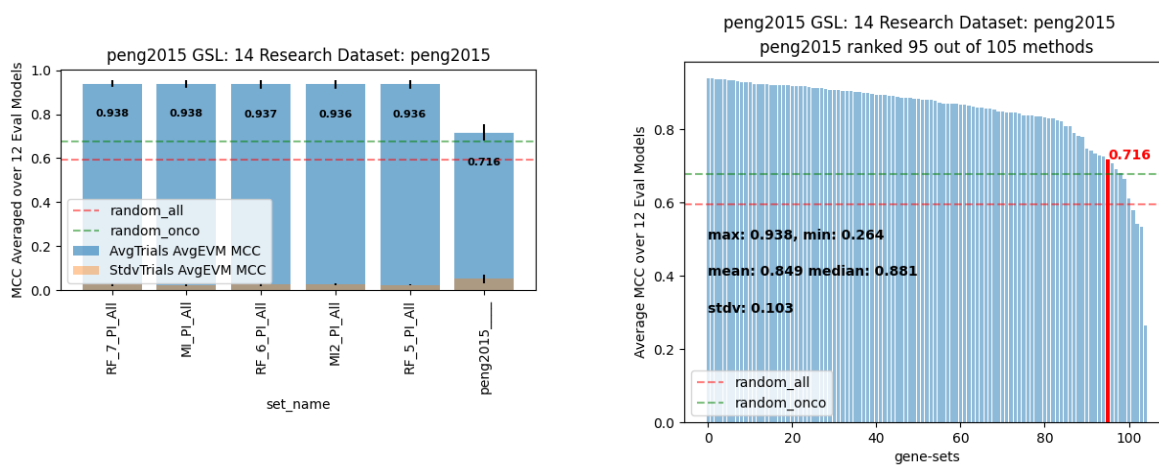 peng2015 GSL: 14 Research Dataset: peng2015
MCC Averaged over 12 Eval Models
1.0
0.8
0.6
0.4
0.2
0.0
0.938
0.938
0.937
0.936
0.936
0.716
random_all
random_onco
AvgTrials AvgEVM MCC
StdvTrials AvgEVM MCC
RF_7_PI_All
MI_PI_All
RF_6_PI_All
MI2_PI_All
RF_5_PI_All
peng2015____
set_name
peng2015 GSL: 14 Research Dataset: peng2015
peng2015 ranked 95 out of 105 methods
Average MCC over 12 Eval Models
0.8
0.6
0.4
0.2
0.0
0.716
max: 0.938, min: 0.264
mean: 0.849 median: 0.881
stdv: 0.103
random_all
random_onco
0 20 40 60 80 100
gene-sets